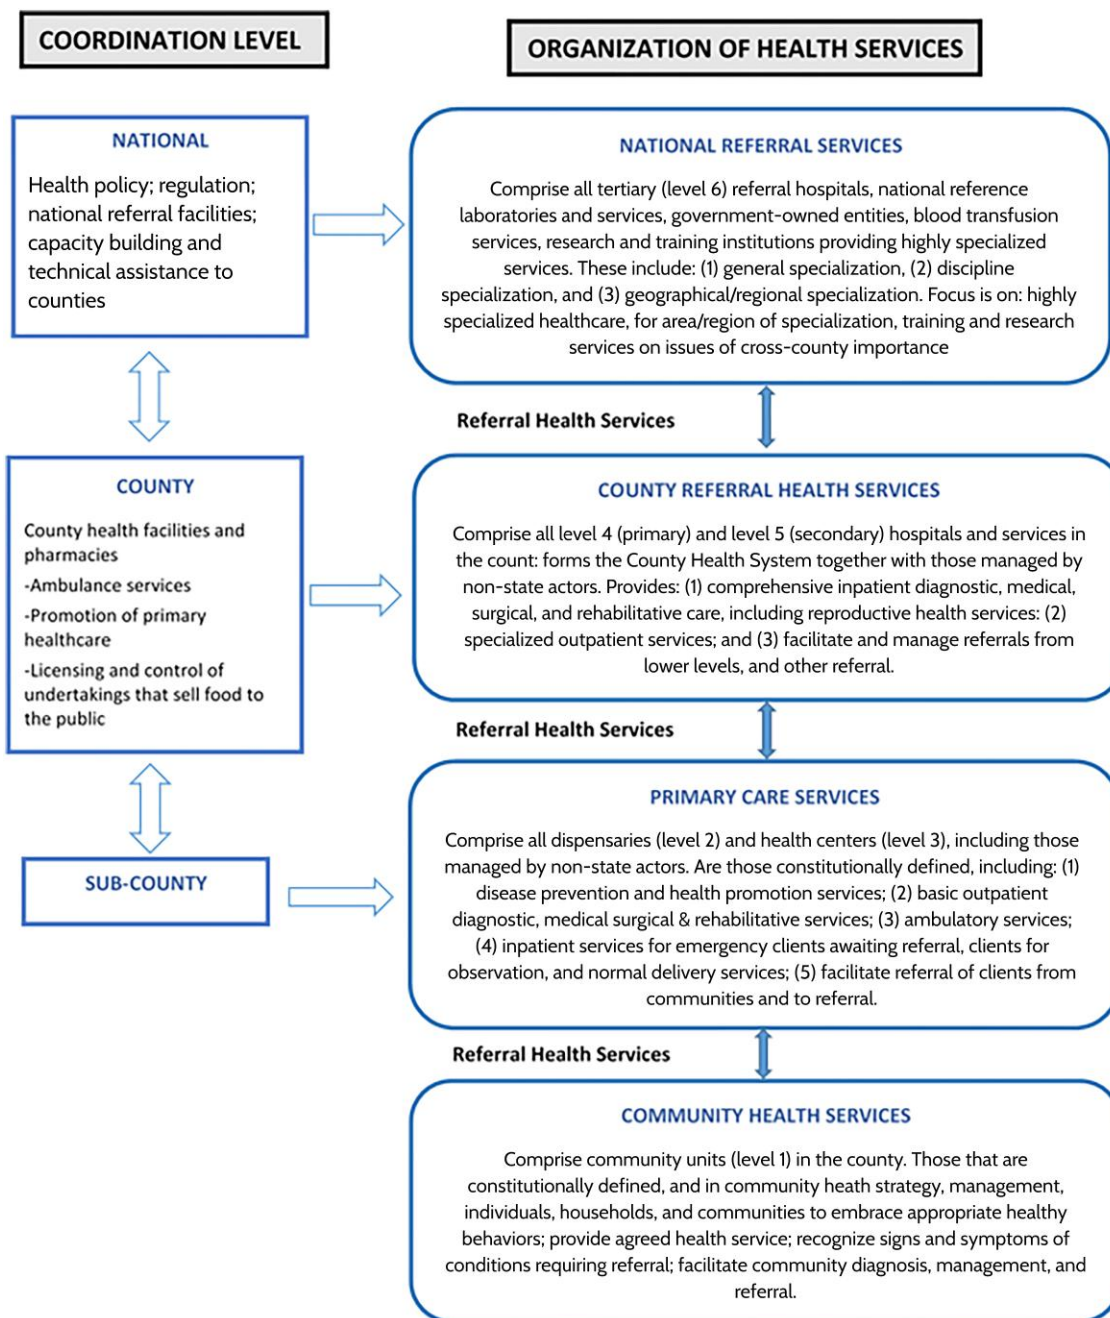 COORDINATION LEVEL
ORGANIZATION OF HEALTH SERVICES
NATIONAL
Health policy; regulation;
national referral facilities;
capacity building and
technical assistance to
counties
NATIONAL REFERRAL SERVICES
Comprise all tertiary (level 6) referral hospitals, national reference
laboratories and services, government-owned entities, blood transfusion
services, research and training institutions providing highly specialized
services. These include: (1) general specialization, (2) discipline
specialization, and (3) geographical/regional specialization. Focus is on: highly
specialized healthcare, for area/region of specialization, training and research
services on issues of cross-county importance
Referral Health Services
COUNTY
County health facilities and
pharmacies
-Ambulance services
-Promotion of primary
healthcare
-Licensing and control of
undertakings that sell food to
the public
COUNTY REFERRAL HEALTH SERVICES
Comprise all level 4 (primary) and level 5 (secondary) hospitals and services in
the count: forms the County Health System together with those managed by
non-state actors. Provides: (1) comprehensive inpatient diagnostic, medical,
surgical, and rehabilitative care, including reproductive health services: (2)
specialized outpatient services; and (3) facilitate and manage referrals from
lower levels, and other referral.
Referral Health Services
SUB-COUNTY
PRIMARY CARE SERVICES
Comprise all dispensaries (level 2) and health centers (level 3), including those
managed by non-state actors. Are those constitutionally defined, including: (1)
disease prevention and health promotion services; (2) basic outpatient
diagnostic, medical surgical & rehabilitative services; (3) ambulatory services;
(4) inpatient services for emergency clients awaiting referral, clients for
observation, and normal delivery services; (5) facilitate referral of clients from
communities and to referral.
Referral Health Services
COMMUNITY HEALTH SERVICES
Comprise community units (level 1) in the county. Those that are
constitutionally defined, and in community heath strategy, management,
individuals, households, and communities to embrace appropriate healthy
behaviors; provide agreed health service; recognize signs and symptoms of
conditions requiring referral; facilitate community diagnosis, management, and
referral.